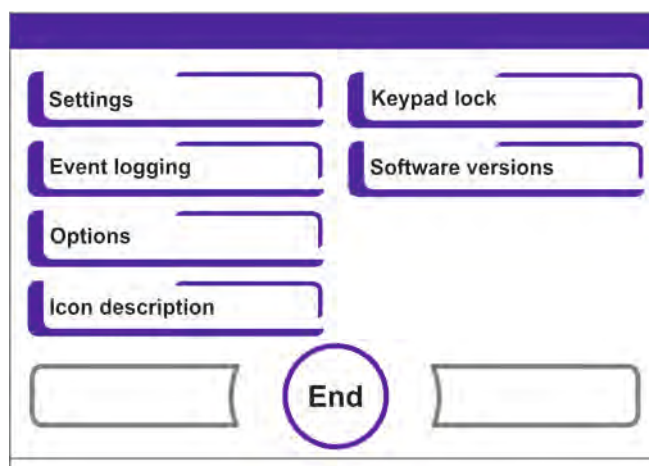 Settings
Keypad lock
Event logging
Software versions
Options
Icon description
End